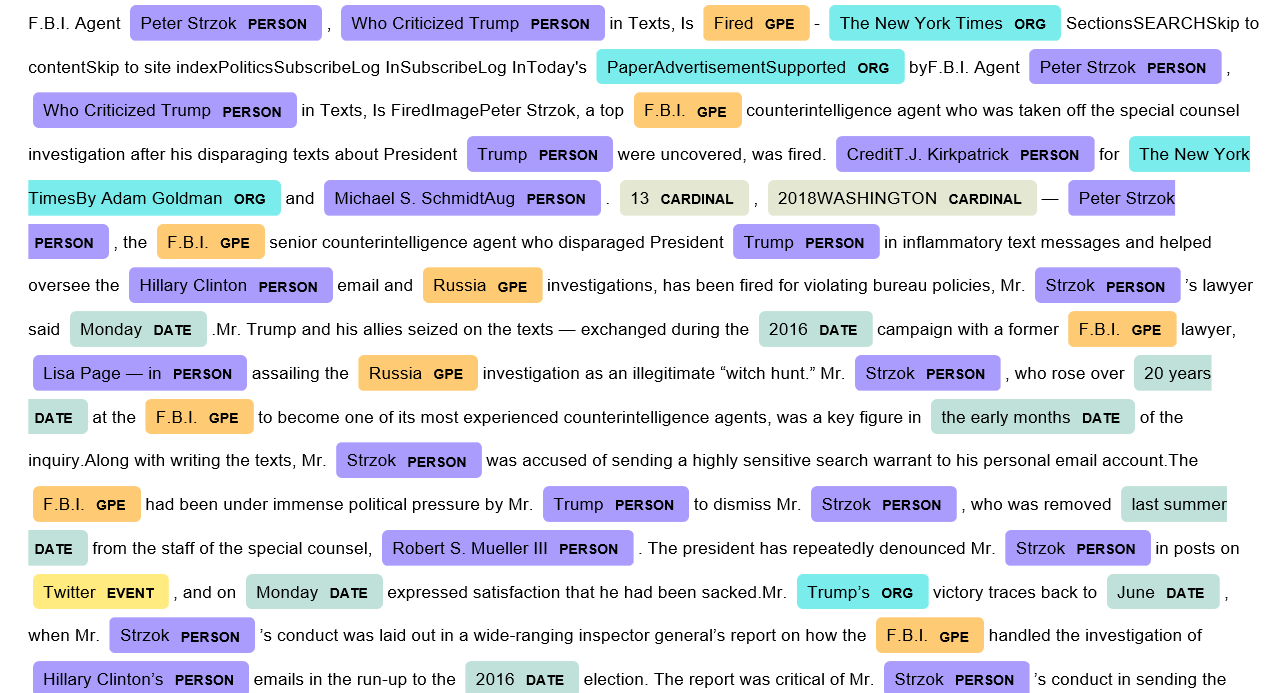 F.B.I. Agent Peter Strzok PERSON , Who Criticized Trump PERSON in Texts, Is Fired GPE - The New York Times ORG SectionsSEARCHSkip to
contentSkip to site indexPoliticsSubscribeLog InSubscribeLog InToday's PaperAdvertisementSupported ORG byF.B.I. Agent Peter Strzok PERSON ,
Who Criticized Trump PERSON in Texts, Is FiredImagePeter Strzok, a top F.B.I. GPE counterintelligence agent who was taken off the special counsel
investigation after his disparaging texts about President Trump PERSON were uncovered, was fired. CreditT.J. Kirkpatrick PERSON for The New York
TimesBy Adam Goldman ORG and Michael S. SchmidtAug PERSON . 13 CARDINAL , 2018WASHINGTON CARDINAL — Peter Strzok
PERSON , the F.B.I. GPE senior counterintelligence agent who disparaged President Trump PERSON in inflammatory text messages and helped
oversee the Hillary Clinton PERSON email and Russia GPE investigations, has been fired for violating bureau policies, Mr. Strzok PERSON ’s lawyer
said Monday DATE .Mr. Trump and his allies seized on the texts — exchanged during the 2016 DATE campaign with a former F.B.I. GPE lawyer,
Lisa Page — in PERSON assailing the Russia GPE investigation as an illegitimate “witch hunt.” Mr. Strzok PERSON , who rose over 20 years
DATE at the F.B.I. GPE to become one of its most experienced counterintelligence agents, was a key figure in the early months DATE of the
inquiry.Along with writing the texts, Mr. Strzok PERSON was accused of sending a highly sensitive search warrant to his personal email account.The
F.B.I. GPE had been under immense political pressure by Mr. Trump PERSON to dismiss Mr. Strzok PERSON , who was removed last summer
DATE from the staff of the special counsel, Robert S. Mueller III PERSON . The president has repeatedly denounced Mr. Strzok PERSON in posts on
Twitter EVENT , and on Monday DATE expressed satisfaction that he had been sacked.Mr. Trump’s ORG victory traces back to June DATE ,
when Mr. Strzok PERSON ’s conduct was laid out in a wide-ranging inspector general’s report on how the F.B.I. GPE handled the investigation of
Hillary Clinton’s PERSON emails in the run-up to the 2016 DATE election. The report was critical of Mr. Strzok PERSON ’s conduct in sending the